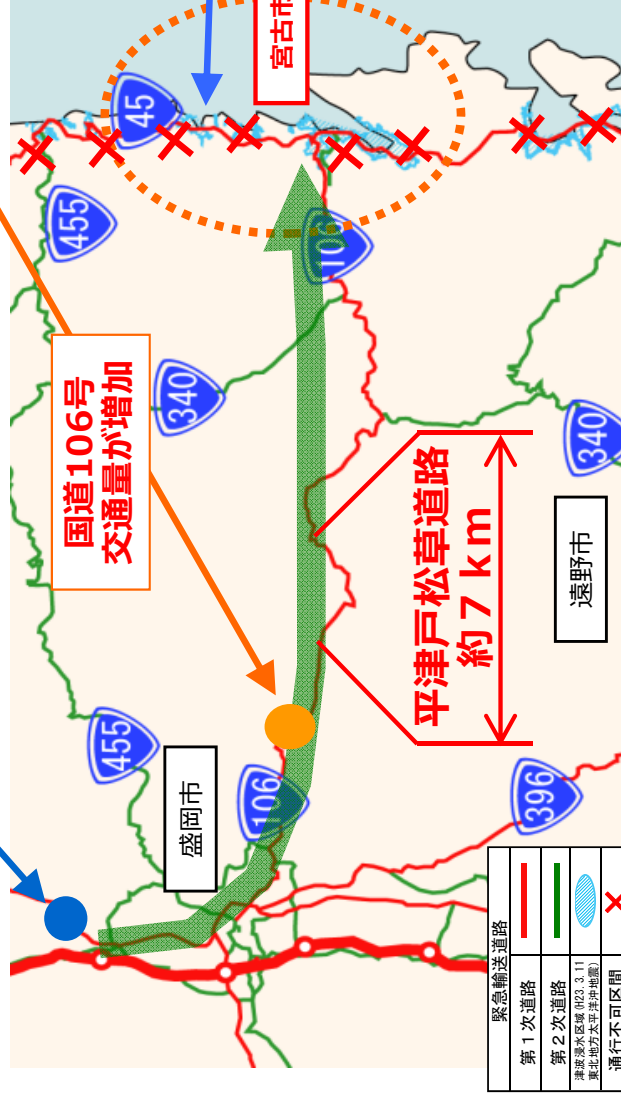 455
国道106号
交通量が増加
45
455
盛岡市
340
106
宮古市
106
平津戸松草道路
約７ｋｍ
396
遠野市
340
緊急輸送道路
第１次道路
第２次道路
津波浸水区域(H23.3.11
東北地方太平洋沖地震)
通行不可区間